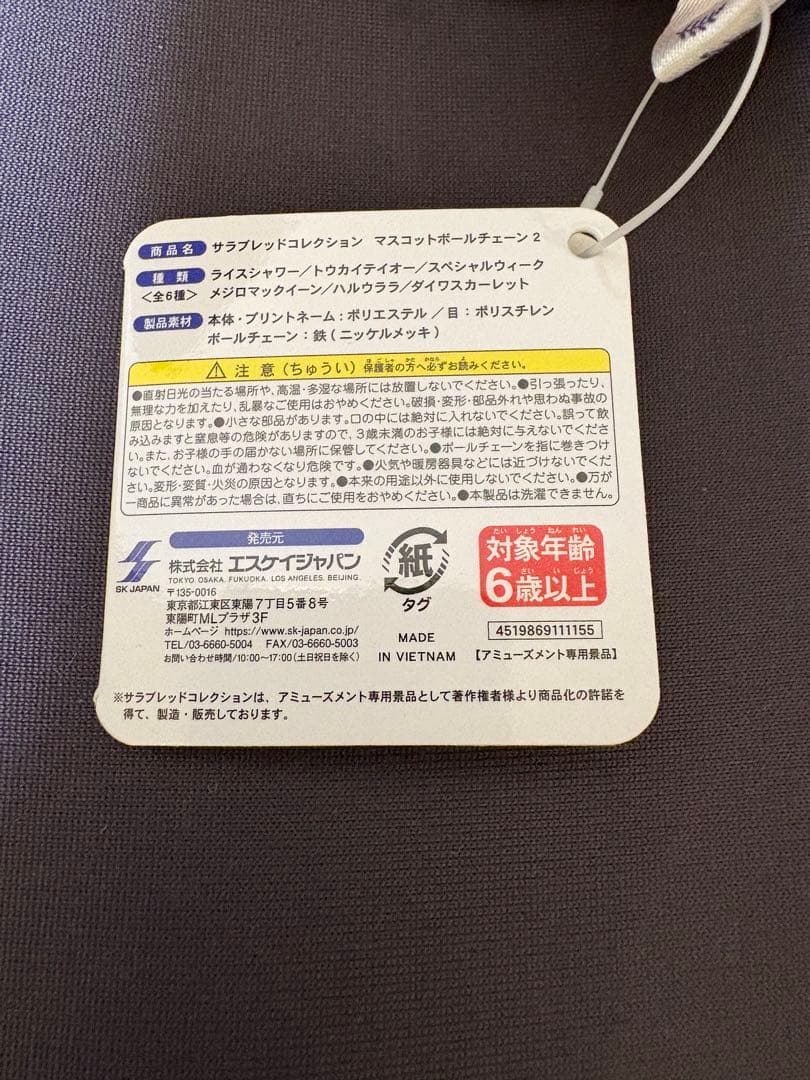 商品名 サラブレッドコレクション マスコットボールチェーン2
種類 ライスシャワー／トウカイテイオー／スペシャルウィーク
<全6種> メジロマックイーン／ハルウララ／ダイワスカーレット
製品素材 本体・プリントネーム：ポリエステル／目：ポリスチレン
ボールチェーン：鉄（ニッケルメッキ）
⚠ 注意（ちゅうい）保護者の方へ必ずお読みください。
●直射日光の当たる場所や、高温・多湿な場所には放置しないでください。●引っ張ったり、
無理な力を加えたり、乱暴なご使用はおやめください。破損・変形・部品外れや思わぬ事故の
原因となります。●小さな部品があります。口の中には絶対に入れないでください。誤って飲
み込みますと窒息等の危険がありますので、3歳未満のお子様には絶対に与えないでくださ
い。また、お子様の手の届かない場所に保管してください。●ボールチェーンを指に巻きつけ
ないでください。血が通わなくなり危険です。●火気や暖房器具などには近づけないでくだ
さい。変形・変質・火災の原因となります。●本来の用途以外に使用しないでください。●万が
一商品に異常があった場合は、直ちにご使用をおやめください。●本製品は洗濯できません。
発売元
SK JAPAN
株式会社 エスケイジャパン
TOKYO. OSAKA. FUKUOKA. LOS ANGELES. BEIJING.
〒135-0016
東京都江東区東陽7丁目5番8号
東陽町MLプラザ3F
ホームページ https://www.sk-japan.co.jp/
TEL/03-6660-5004 FAX/03-6660-5003
お問い合わせ時間／10:00～17:00（土日祝日を除く）
紙
タグ
MADE
IN VIETNAM
たいしょうねんれい
対象年齢
さいいじょう
6歳以上
4519869111155
【アミューズメント専用景品】
※サラブレッドコレクションは、アミューズメント専用景品として著作権者様より商品化の許諾を
得て、製造・販売しております。